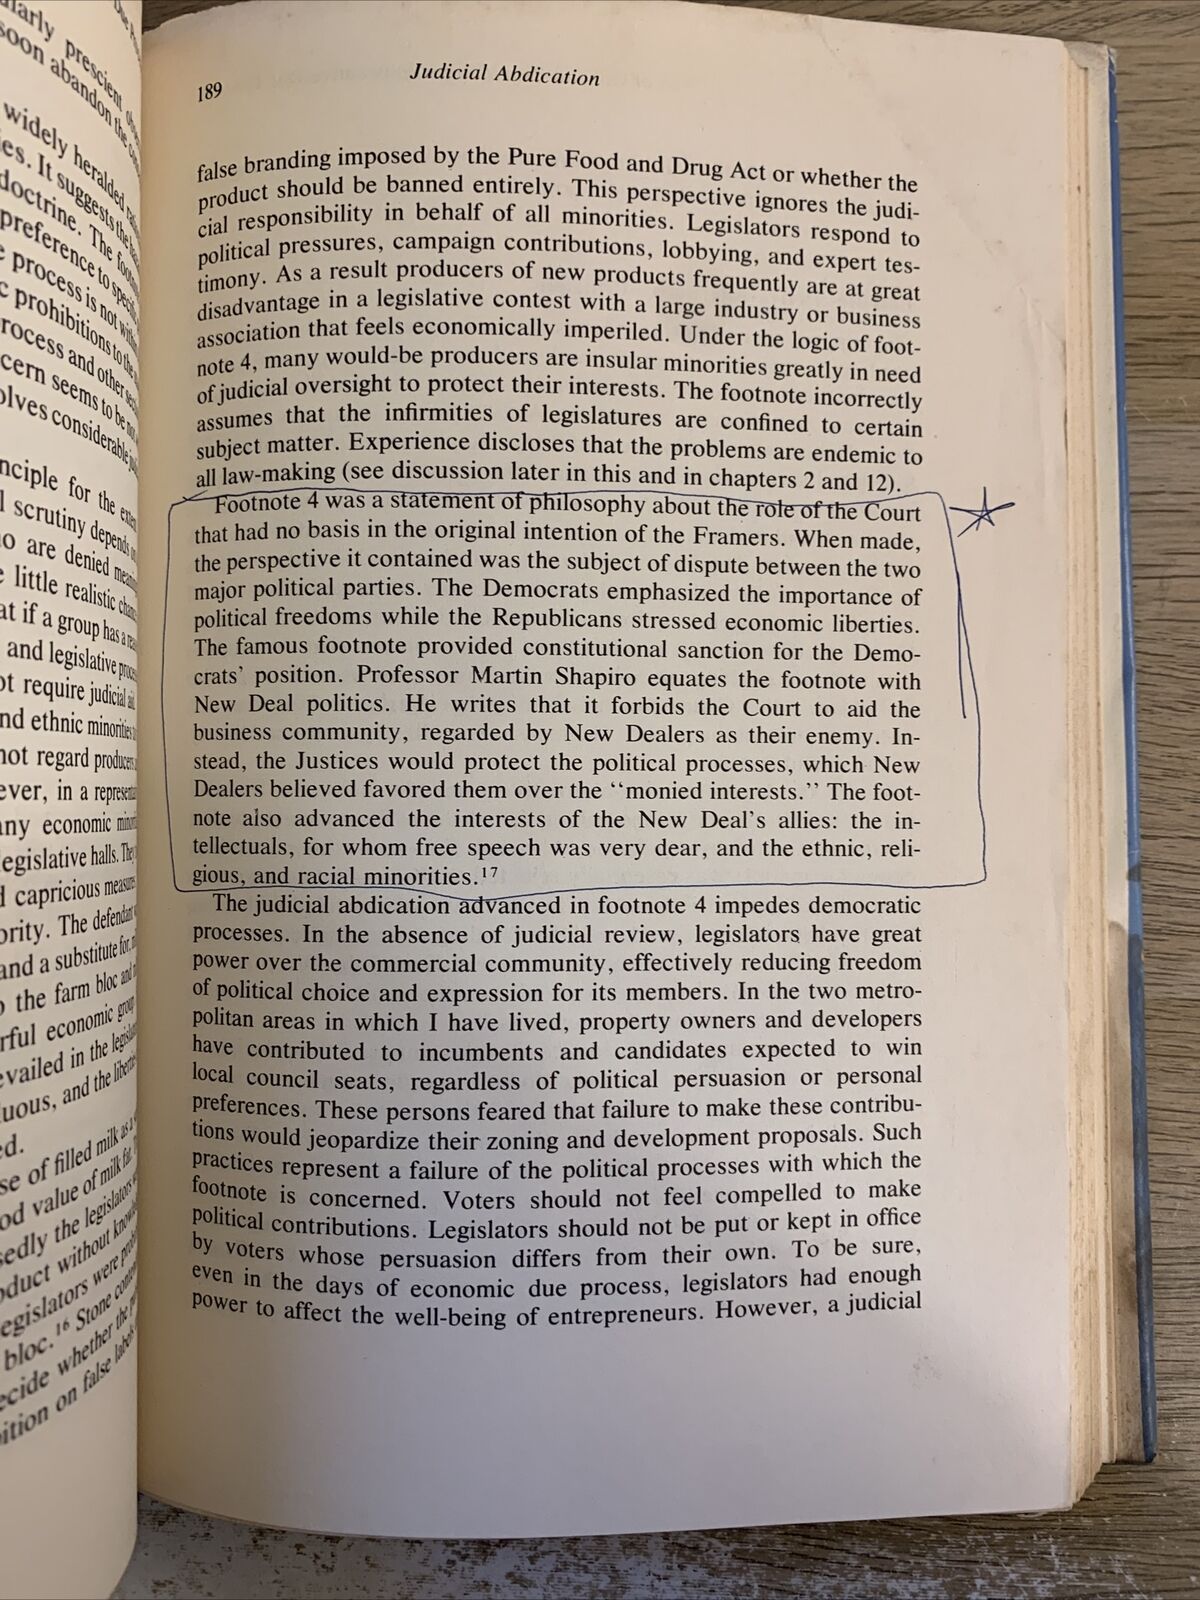 189
Judicial Abdication
false branding imposed by the Pure Food and Drug Act or whether the
product should be banned entirely. This perspective ignores the judi-
cial responsibility in behalf of all minorities. Legislators respond to
political pressures, campaign contributions, lobbying, and expert tes-
timony. As a result producers of new products frequently are at great
disadvantage in a legislative contest with a large industry or business
association that feels economically imperiled. Under the logic of foot-
note 4, many would-be producers are insular minorities greatly in need
of judicial oversight to protect their interests. The footnote incorrectly
assumes that the infirmities of legislatures are confined to certain
subject matter. Experience discloses that the problems are endemic to
all law-making (see discussion later in this and in chapters 2 and 12).
Footnote 4 was a statement of philosophy about the role of the Court
that had no basis in the original intention of the Framers. When made,
the perspective it contained was the subject of dispute between the two
major political parties. The Democrats emphasized the importance of
political freedoms while the Republicans stressed economic liberties.
The famous footnote provided constitutional sanction for the Demo-
crats' position. Professor Martin Shapiro equates the footnote with
New Deal politics. He writes that it forbids the Court to aid the
business community, regarded by New Dealers as their enemy. In-
stead, the Justices would protect the political processes, which New
Dealers believed favored them over the "monied interests." The foot-
note also advanced the interests of the New Deal's allies: the in-
tellectuals, for whom free speech was very dear, and the ethnic, reli-
gious, and racial minorities.17
The judicial abdication advanced in footnote 4 impedes democratic
processes. In the absence of judicial review, legislators have great
power over the commercial community, effectively reducing freedom
of political choice and expression for its members. In the two metro-
politan areas in which I have lived, property owners and developers
have contributed to incumbents and candidates expected to win
local council seats, regardless of political persuasion or personal
preferences. These persons feared that failure to make these contribu-
tions would jeopardize their zoning and development proposals. Such
practices represent a failure of the political processes with which the
footnote is concerned. Voters should not feel compelled to make
political contributions. Legislators should not be put or kept in office
by voters whose persuasion differs from their own. To be sure,
even in the days of economic due process, legislators had enough
power to affect the well-being of entrepreneurs. However, a judicial